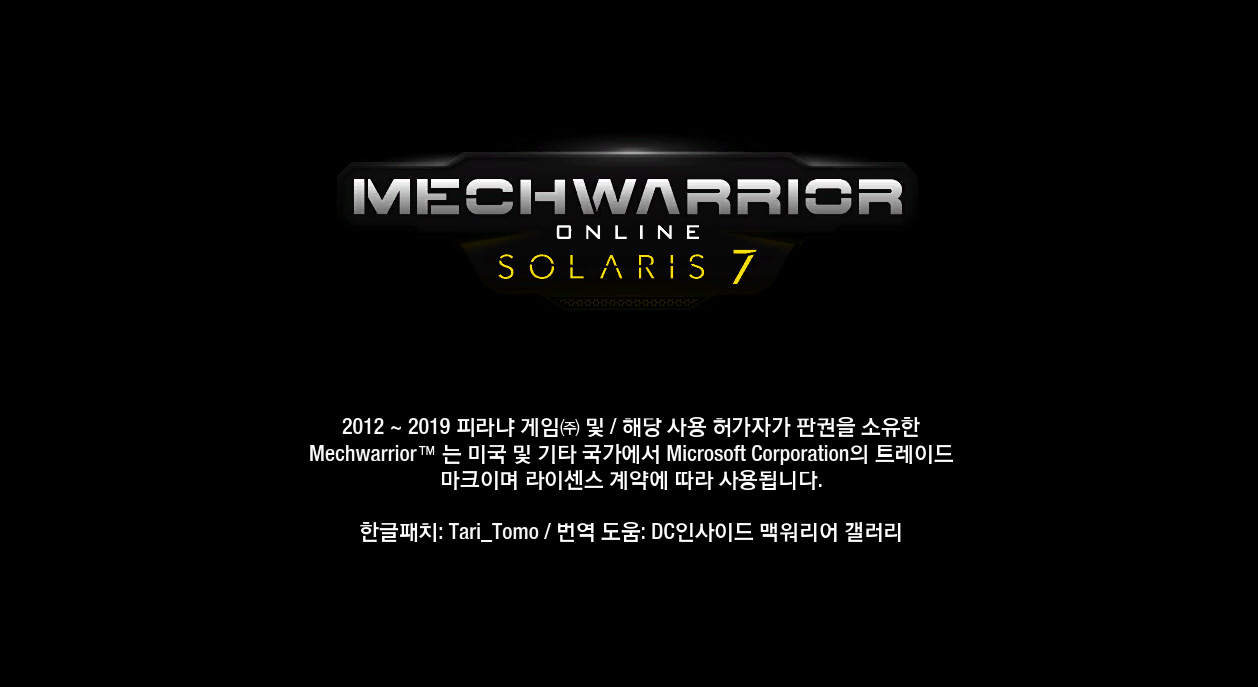 MECHWARRIOR
ONLINE
SOLARIS 7
2012 ~ 2019 피라냐 게임㈜ 및 / 해당 사용 허가자가 판권을 소유한
Mechwarrior™ 는 미국 및 기타 국가에서 Microsoft Corporation의 트레이드
마크이며 라이센스 계약에 따라 사용됩니다.
한글패치: Tari_Tomo / 번역 도움: DC인사이드 맥워리어 갤러리